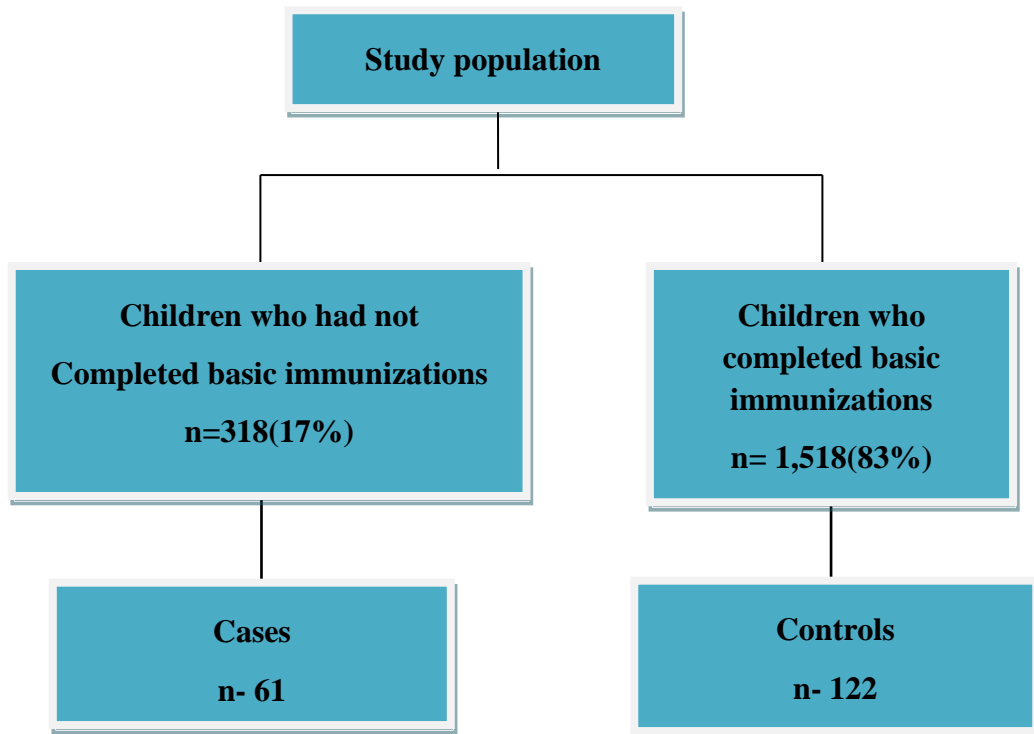 Study population
Children who had not
Completed basic immunizations
n=318(17%)
Children who
completed basic
immunizations
n= 1,518(83%)
Cases
n- 61
Controls
n- 122